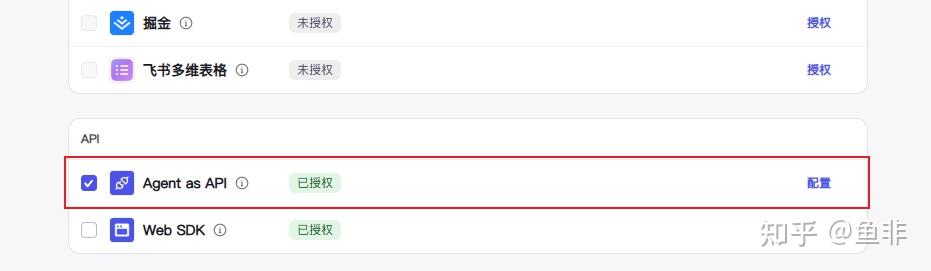 掘金 未授权 授权
飞书多维表格 未授权 授权
API
Agent as API 已授权 配置
Web SDK 已授权
知乎 @鱼非